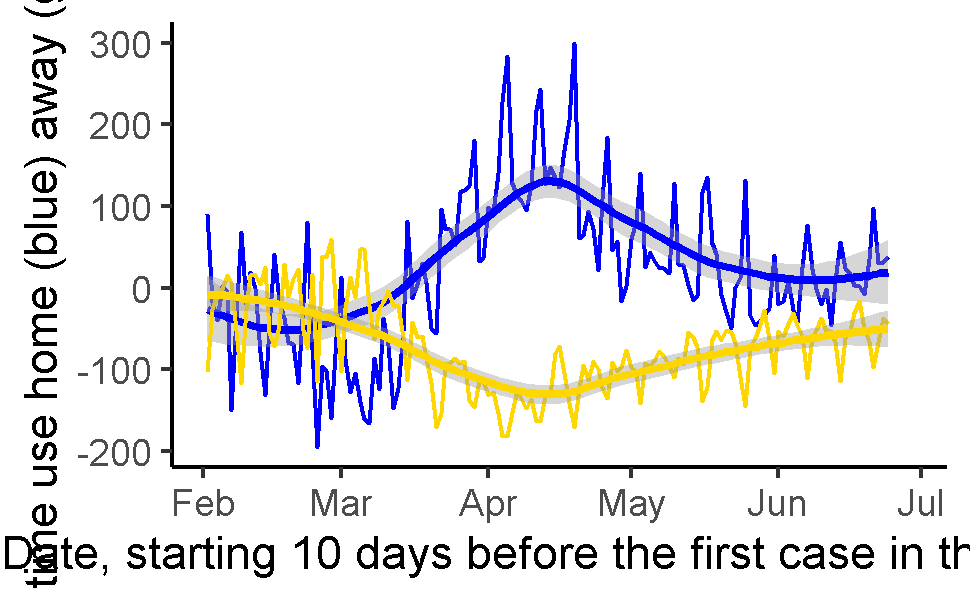 time use home (blue) away (
300
200
100
0
-100
-200
Feb Mar Apr May Jun Jul
Date, starting 10 days before the first case in th